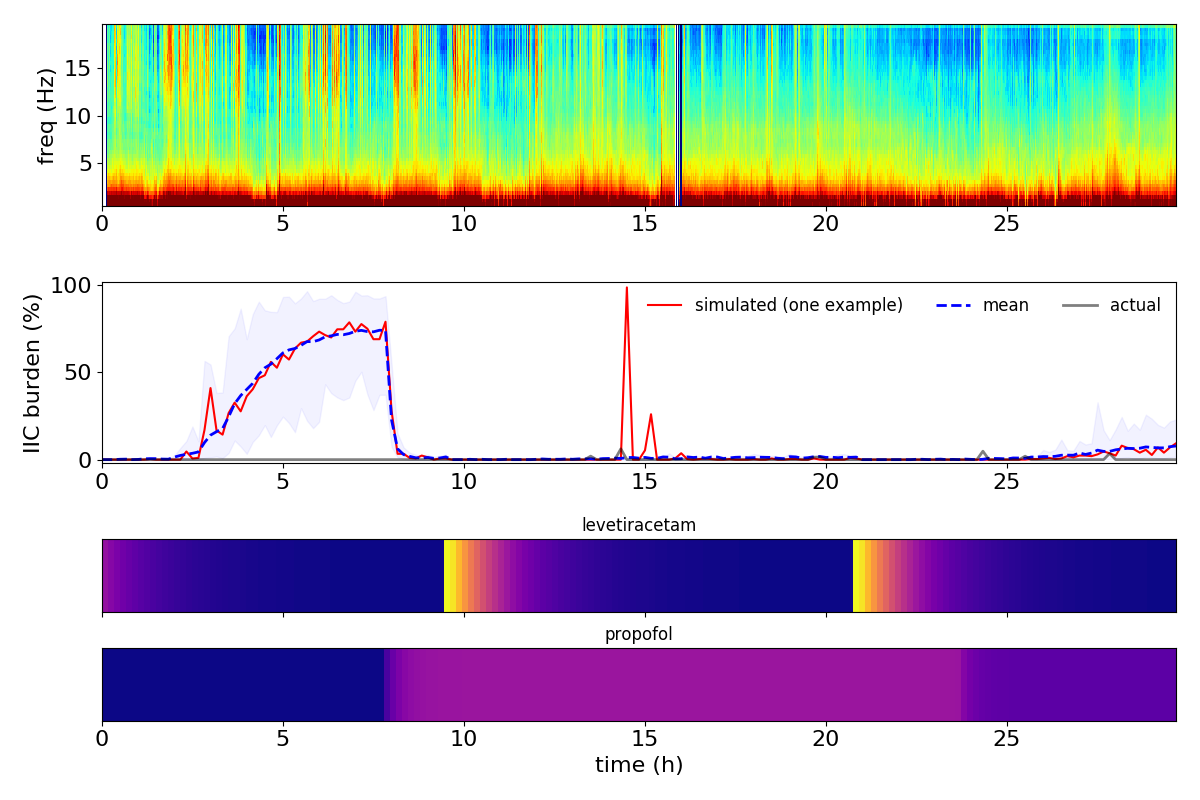 freq (Hz)
15
10
5
0 5 10 15 20 25
IIC burden (%)
100
50
0
simulated (one example) mean actual
0 5 10 15 20 25
levetiracetam
propofol
0 5 10 15 20 25
time (h)